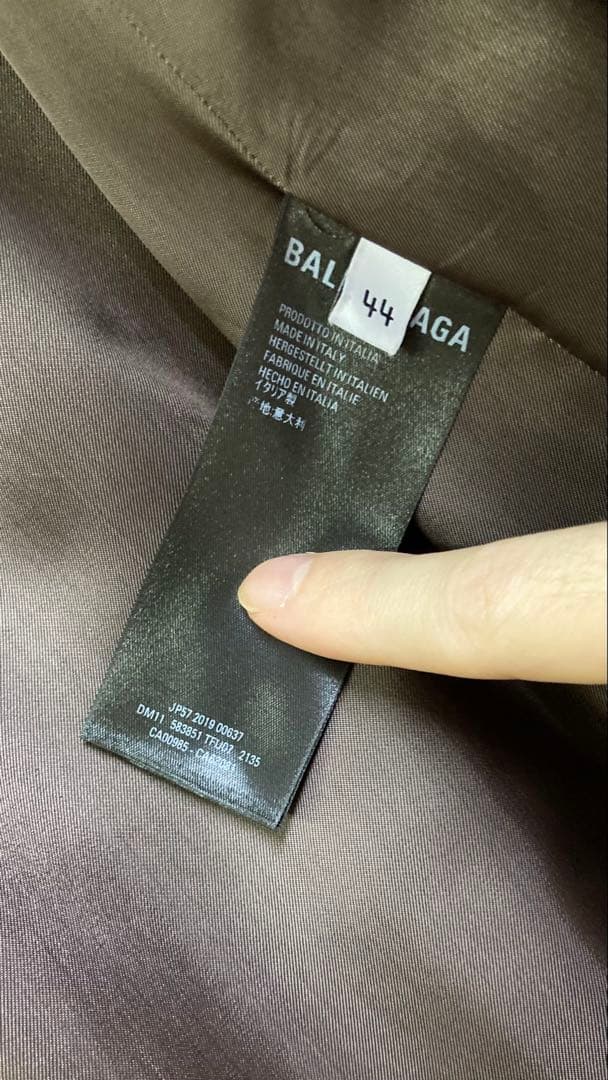 BAL AGA
44
PRODOTTO IN ITALIA
MADE IN ITALY
HERGESTELLT IN ITALIEN
FABRIQUE EN ITALIE
HECHO EN ITALIA
イタリア製
产地:意大利
JP57 2019 00637
DM11 583851 TFU07 2135
CA00985